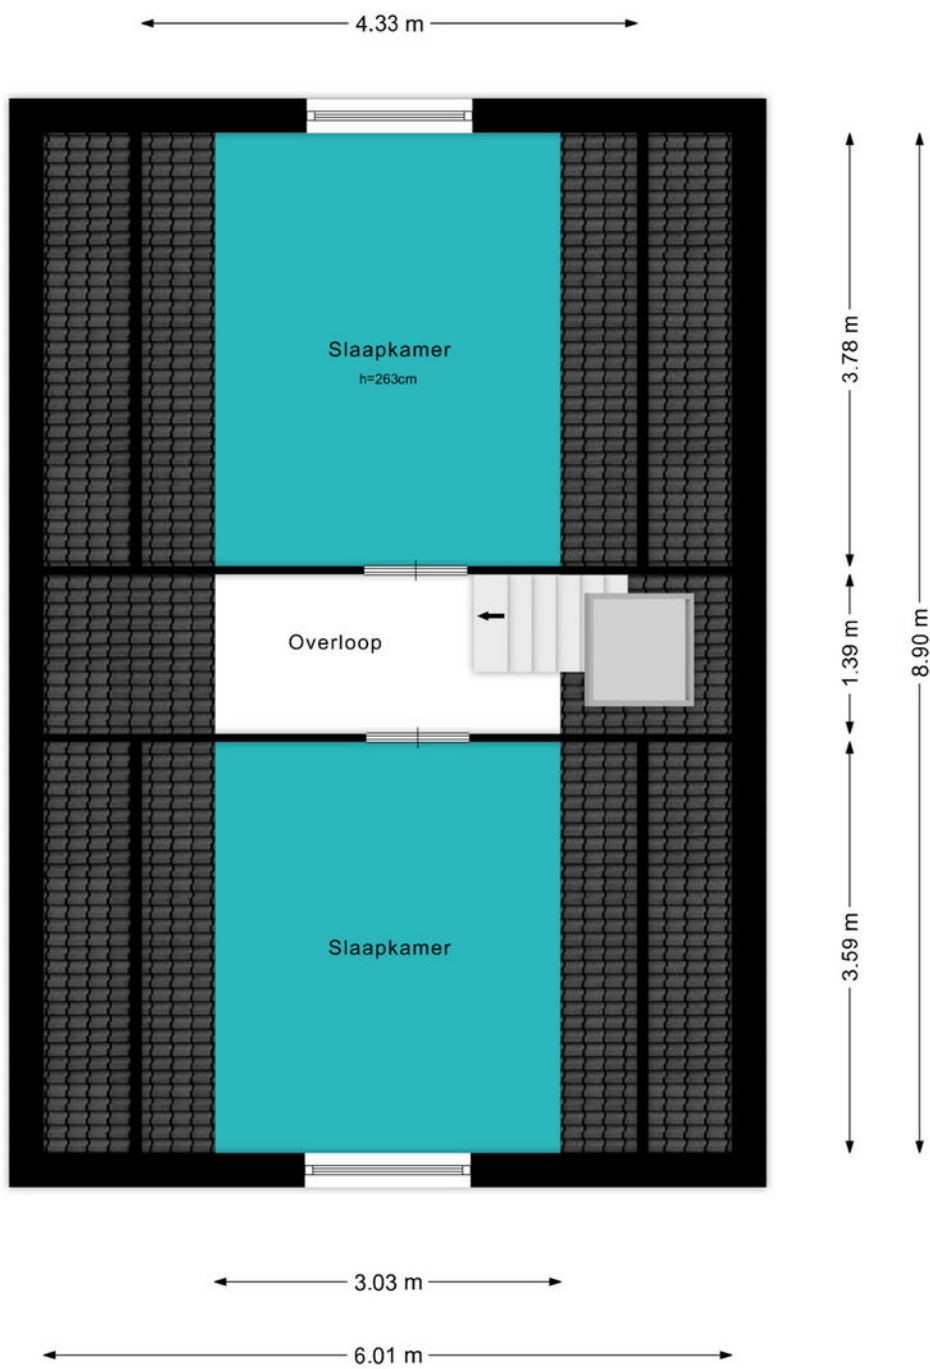 4.33 m
Slaapkamer
h=263cm
3.78 m
Overloop
1.39 m
8.90 m
Slaapkamer
3.59 m
3.03 m
6.01 m